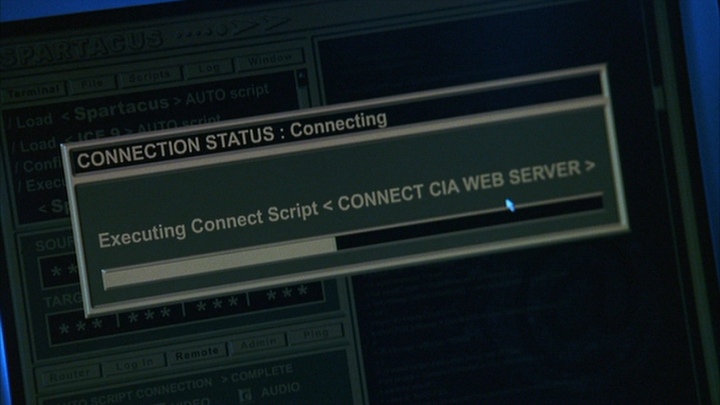 SPARTACUS
Terminal File Scripts Log Window
/ Load < Spartacus > AUTO script
/ Load < ICE 9 > AUTO script
CONNECTION STATUS : Connecting
Executing Connect Script < CONNECT CIA WEB SERVER >
*** | *** | *** | ***
Router Log In Remote Admin Ping
AUTO SCRIPT CONNECTION > COMPLETE
VIDEO AUDIO